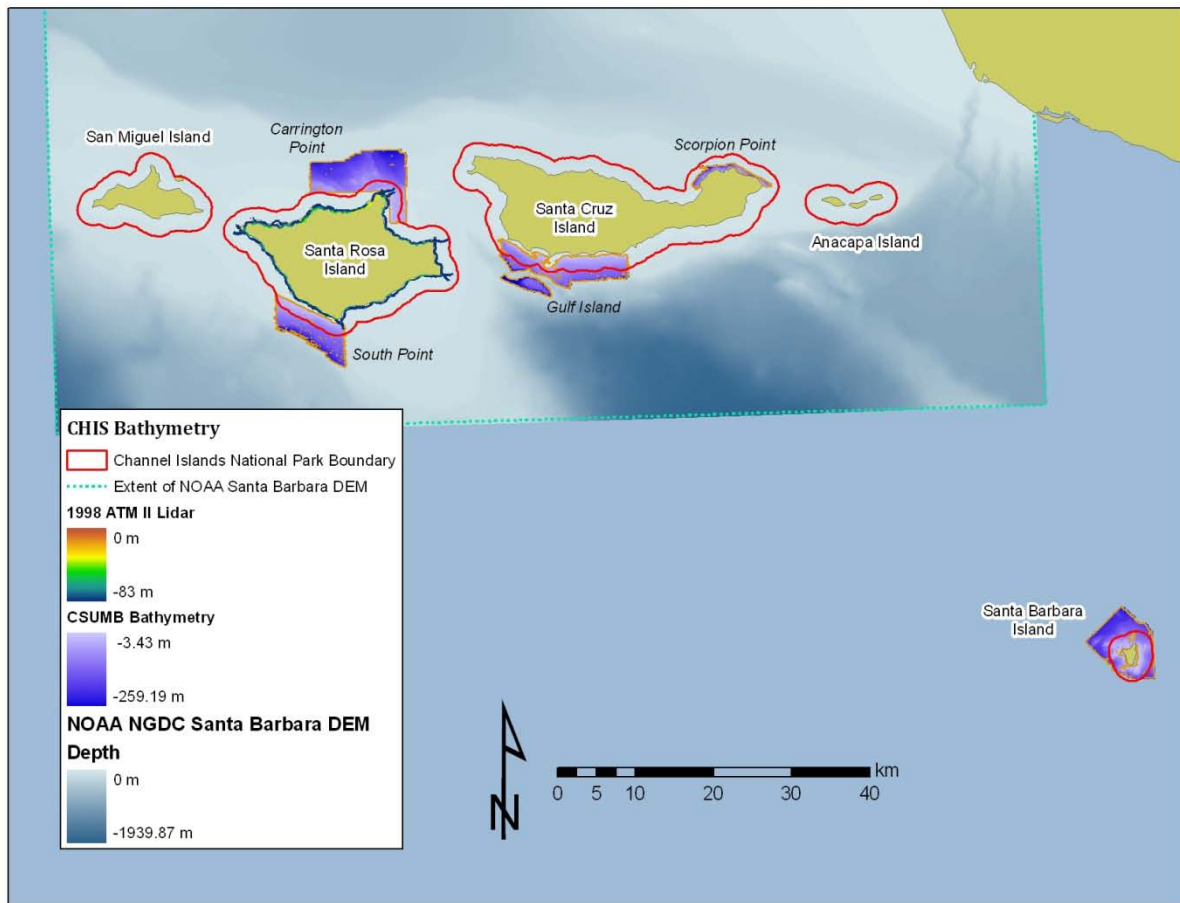 San Miguel Island
Carrington
Point
Scorpion Point
Santa Cruz
Island
Santa Rosa
Island
Anacapa Island
Gulf Island
South Point
CHIS Bathymetry
Channel Islands National Park Boundary
Extent of NOAA Santa Barbara DEM
1998 ATM II Lidar
0 m
-83 m
CSUMB Bathymetry
-3.43 m
-259.19 m
NOAA NGDC Santa Barbara DEM
Depth
0 m
-1939.87 m
Santa Barbara
Island
N
km
0 5 10 20 30 40